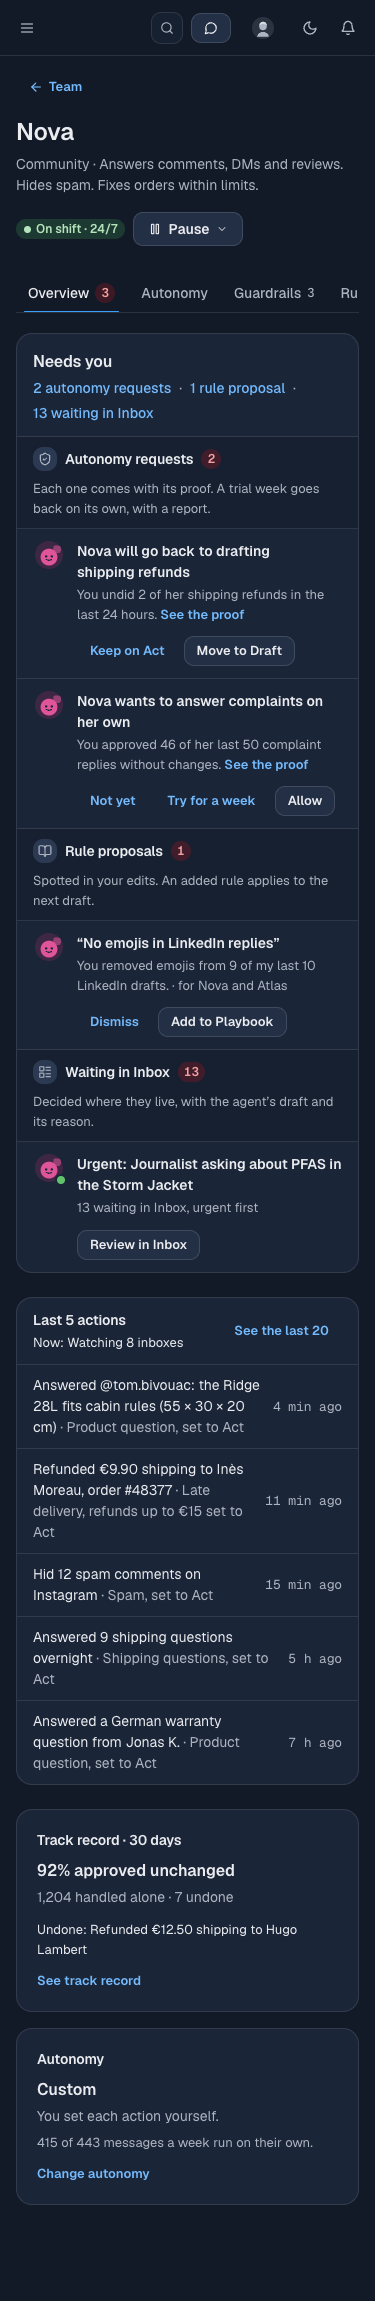 Team
Nova
Community · Answers comments, DMs and reviews.
Hides spam. Fixes orders within limits.
On shift · 24/7
Pause
Overview 3
Autonomy
Guardrails 3
Ru
Needs you
2 autonomy requests · 1 rule proposal ·
13 waiting in Inbox
Autonomy requests 2
Each one comes with its proof. A trial week goes
back on its own, with a report.
Nova will go back to drafting
shipping refunds
You undid 2 of her shipping refunds in the
last 24 hours. See the proof
Keep on Act
Move to Draft
Nova wants to answer complaints on
her own
You approved 46 of her last 50 complaint
replies without changes. See the proof
Not yet
Try for a week
Allow
Rule proposals 1
Spotted in your edits. An added rule applies to the
next draft.
“No emojis in LinkedIn replies”
You removed emojis from 9 of my last 10
LinkedIn drafts. · for Nova and Atlas
Dismiss
Add to Playbook
Waiting in Inbox 13
Decided where they live, with the agent’s draft and
its reason.
Urgent: Journalist asking about PFAS in
the Storm Jacket
13 waiting in Inbox, urgent first
Review in Inbox
Last 5 actions
Now: Watching 8 inboxes
See the last 20
Answered @tom.bivouac: the Ridge
28L fits cabin rules (55 × 30 × 20
cm) · Product question, set to Act
4 min ago
Refunded €9.90 shipping to Inès
Moreau, order #48377 · Late
delivery, refunds up to €15 set to
Act
11 min ago
Hid 12 spam comments on
Instagram · Spam, set to Act
15 min ago
Answered 9 shipping questions
overnight · Shipping questions, set to
Act
5 h ago
Answered a German warranty
question from Jonas K. · Product
question, set to Act
7 h ago
Track record · 30 days
92% approved unchanged
1,204 handled alone · 7 undone
Undone: Refunded €12.50 shipping to Hugo
Lambert
See track record
Autonomy
Custom
You set each action yourself.
415 of 443 messages a week run on their own.
Change autonomy